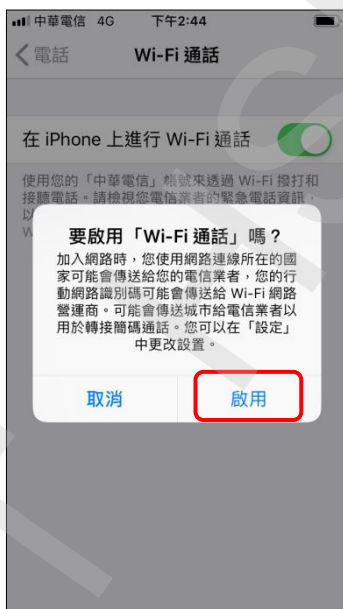 中華電信 4G 下午2:44
電話 Wi-Fi 通話
在 iPhone 上進行 Wi-Fi 通話
使用您的「中華電信」帳號來透過 Wi-Fi 撥打和
接聽電話。請檢視您電信業者的緊急電話資訊，
以
W
要啟用「Wi-Fi 通話」嗎？
加入網路時，您使用網路連線所在的國
家可能會傳送給您的電信業者，您的行
動網路識別碼可能會傳送給 Wi-Fi 網路
營運商。可能會傳送城市給電信業者以
用於轉接簡碼通話。您可以在「設定」
中更改設置。
取消 啟用